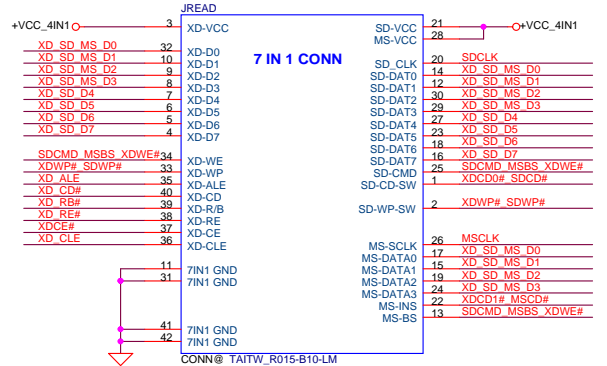 JREAD
+VCC_4IN1 3 XD-VCC SD-VCC 21 +VCC_4IN1
MS-VCC 28
7 IN 1 CONN
XD_SD_MS_D0 32 XD-D0 SD_CLK 20 SDCLK
XD_SD_MS_D1 10 XD-D1 SD-DAT0 14 XD_SD_MS_D0
XD_SD_MS_D2 9 XD-D2 SD-DAT1 12 XD_SD_MS_D1
XD_SD_MS_D3 8 XD-D3 SD-DAT2 30 XD_SD_MS_D2
XD_SD_D4 7 XD-D4 SD-DAT3 29 XD_SD_MS_D3
XD_SD_D5 6 XD-D5 SD-DAT4 27 XD_SD_D4
XD_SD_D6 5 XD-D6 SD-DAT5 23 XD_SD_D5
XD_SD_D7 4 XD-D7 SD-DAT6 18 XD_SD_D6
SD-DAT7 16 XD_SD_D7
SDCMD_MSBS_XDWE# 34 XD-WE SD-CMD 25 SDCMD_MSBS_XDWE#
XDWP#_SDWP# 33 XD-WP SD-CD-SW 1 XDCD0#_SDCD#
XD_ALE 35 XD-ALE
XD_CD# 40 XD-CD
XD_RB# 39 XD-R/B SD-WP-SW 2 XDWP#_SDWP#
XD_RE# 38 XD-RE
XDCE# 37 XD-CE
XD_CLE 36 XD-CLE MS-SCLK 26 MSCLK
MS-DATA0 17 XD_SD_MS_D0
11 7IN1 GND MS-DATA1 15 XD_SD_MS_D1
31 7IN1 GND MS-DATA2 19 XD_SD_MS_D2
MS-DATA3 24 XD_SD_MS_D3
MS-INS 22 XDCD1#_MSCD#
MS-BS 13 SDCMD_MSBS_XDWE#
41 7IN1 GND
42 7IN1 GND
CONN@ TAITW_R015-B10-LM